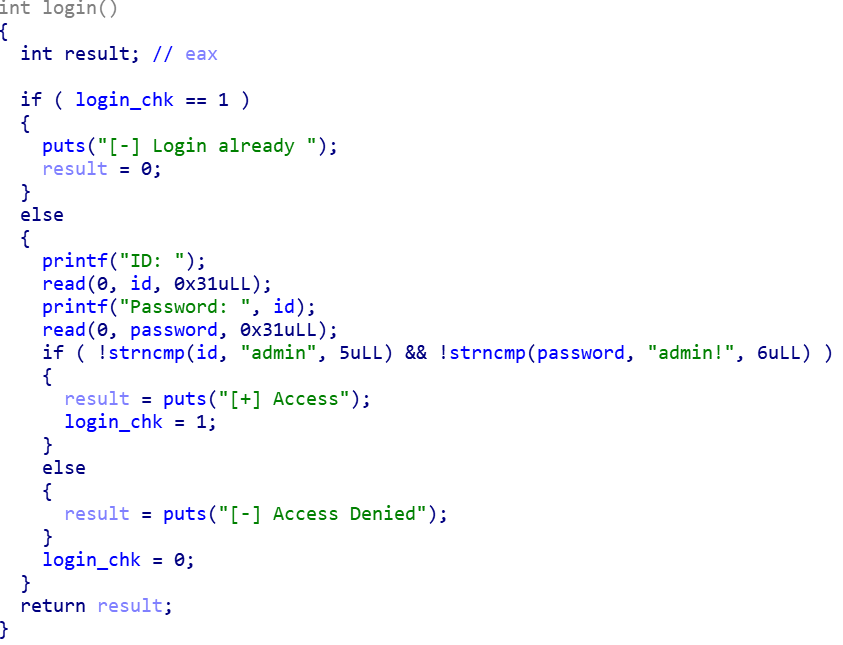 int login()
{
  int result; // eax

  if ( login_chk == 1 )
  {
    puts("[-] Login already ");
    result = 0;
  }
  else
  {
    printf("ID: ");
    read(0, id, 0x31uLL);
    printf("Password: ", id);
    read(0, password, 0x31uLL);
    if ( !strncmp(id, "admin", 5uLL) && !strncmp(password, "admin!", 6uLL) )
    {
      result = puts("[+] Access");
      login_chk = 1;
    }
    else
    {
      result = puts("[-] Access Denied");
    }
    login_chk = 0;
  }
  return result;
}